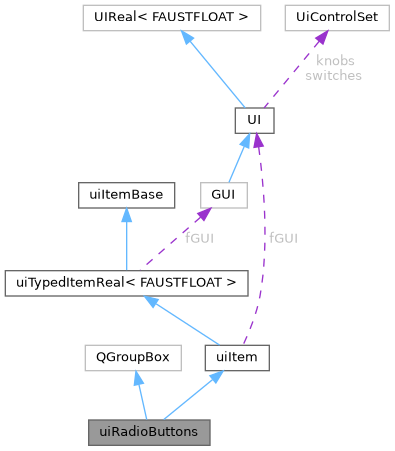 UIReal< FAUSTFLOAT >
UiControlSet
knobs
switches
UI
uiItemBase
GUI
fGUI
fGUI
uiTypedItemReal< FAUSTFLOAT >
QGroupBox
uiItem
uiRadioButtons